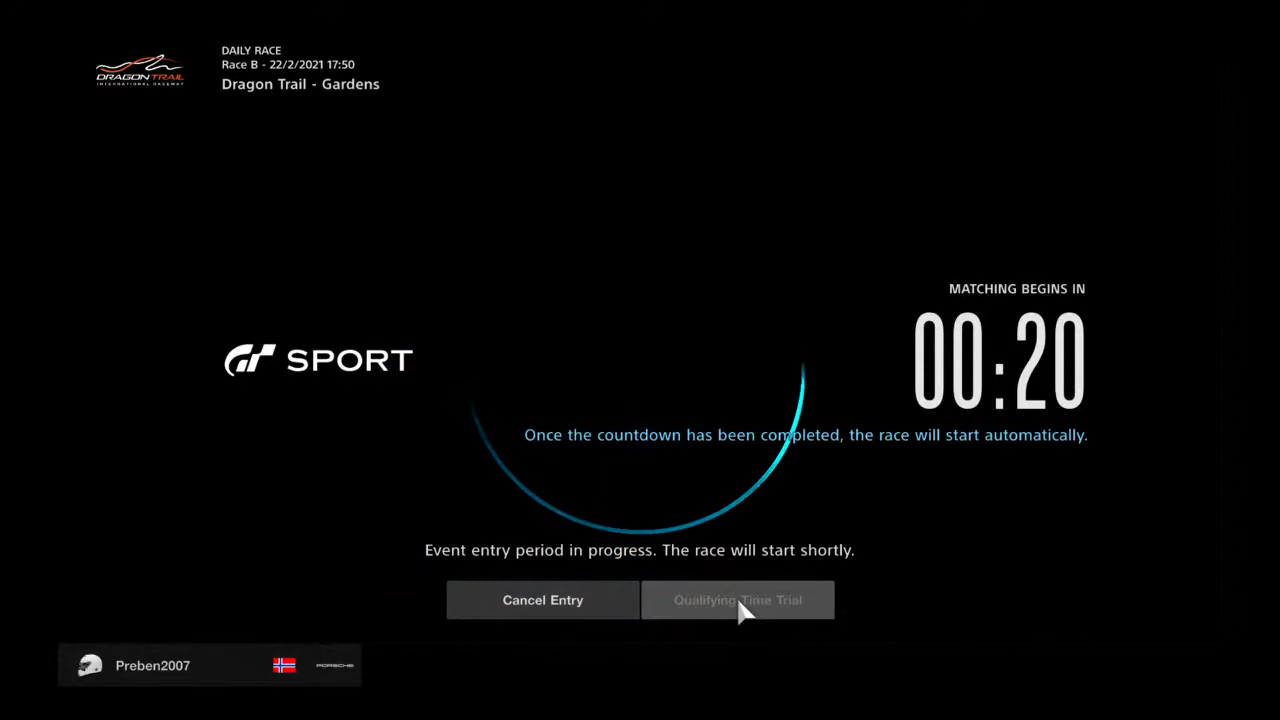 DRAGON TRAIL
INTERNATIONAL RACEWAY
DAILY RACE
Race B - 22/2/2021 17:50
Dragon Trail - Gardens
MATCHING BEGINS IN
00:20
GT SPORT
Once the countdown has been completed, the race will start automatically.
Event entry period in progress. The race will start shortly.
Cancel Entry
Qualifying Time Trial
Preben2007
PORSCHE